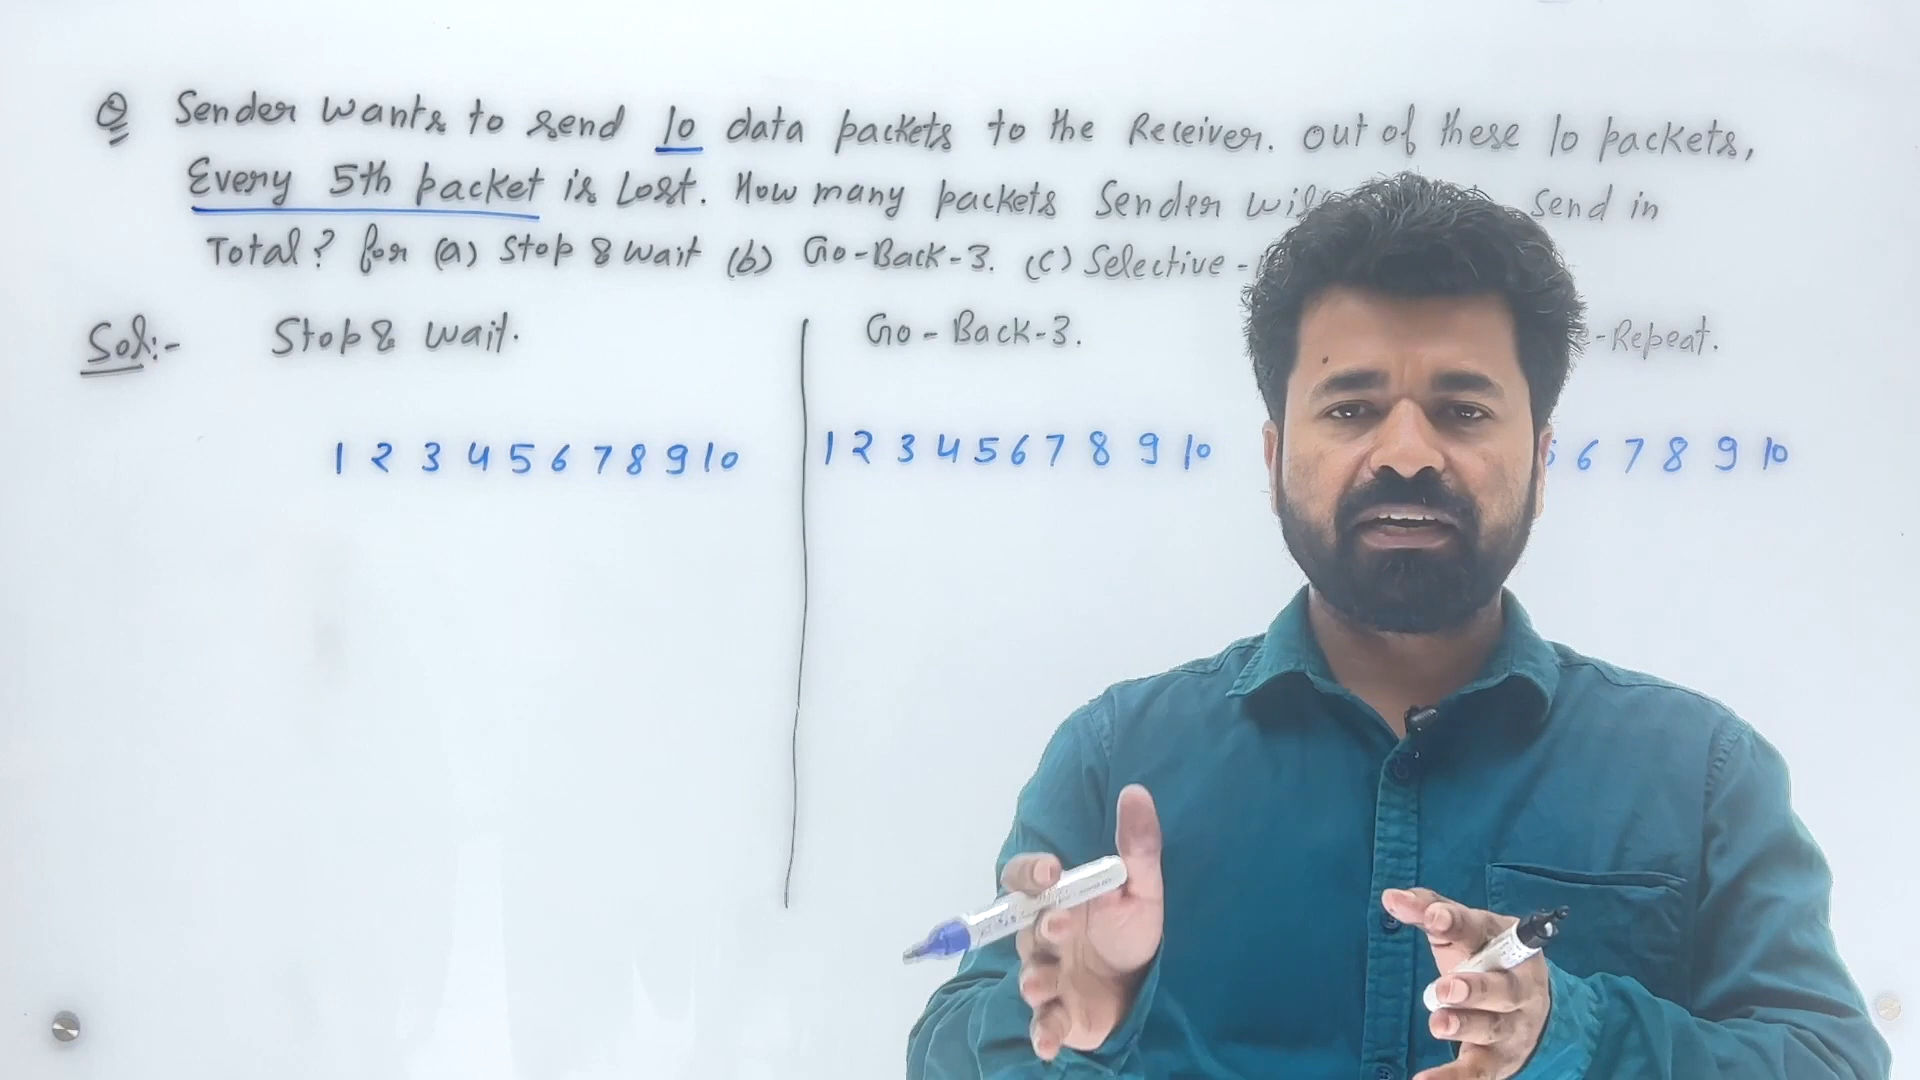 Q Sender wants to send 10 data packets to the Receiver. out of these 10 packets,
Every 5th packet is Lost. How many packets Sender send in
Total? for (a) Stop & wait (b) Go-Back-3. (c) Selective-
Sol:- Stop & wait. Go-Back-3. -Repeat.
1 2 3 4 5 6 7 8 9 10 1 2 3 4 5 6 7 8 9 10 6 7 8 9 10